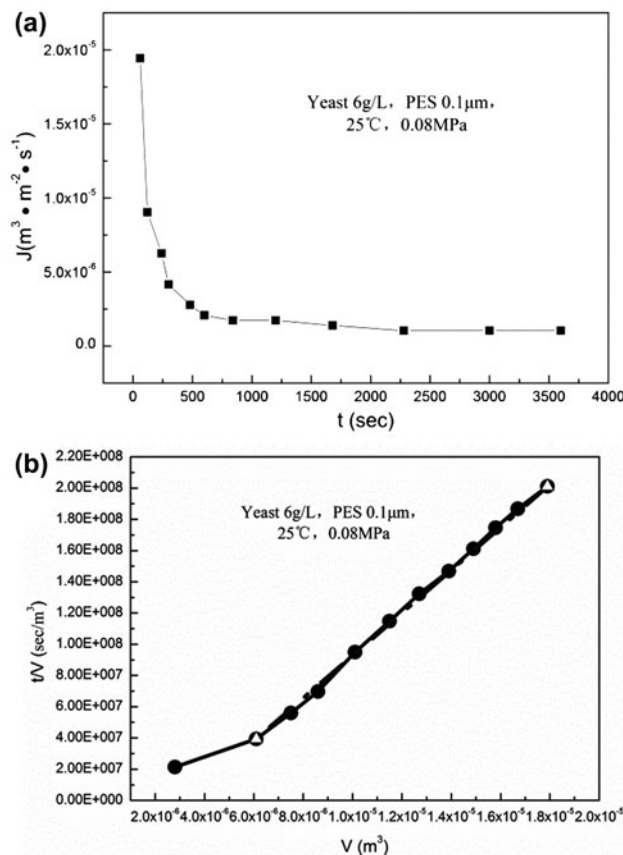 (a)
2.0x10⁻⁵
1.5x10⁻⁵
1.0x10⁻⁵
5.0x10⁻⁶
0.0
J(m³•m⁻²•s⁻¹)
Yeast 6g/L, PES 0.1μm,
25℃, 0.08MPa
0 500 1000 1500 2000 2500 3000 3500 4000
t (sec)
(b)
2.20E+008
2.00E+008
1.80E+008
1.60E+008
1.40E+008
1.20E+008
1.00E+008
8.00E+007
6.00E+007
4.00E+007
2.00E+007
0.00E+000
t/V (sec/m³)
Yeast 6g/L, PES 0.1μm,
25℃, 0.08MPa
2.0x10⁻⁶ 4.0x10⁻⁶ 6.0x10⁻⁶ 8.0x10⁻⁶ 1.0x10⁻⁵ 1.2x10⁻⁵ 1.4x10⁻⁵ 1.6x10⁻⁵ 1.8x10⁻⁵ 2.0x10⁻⁵
V (m³)